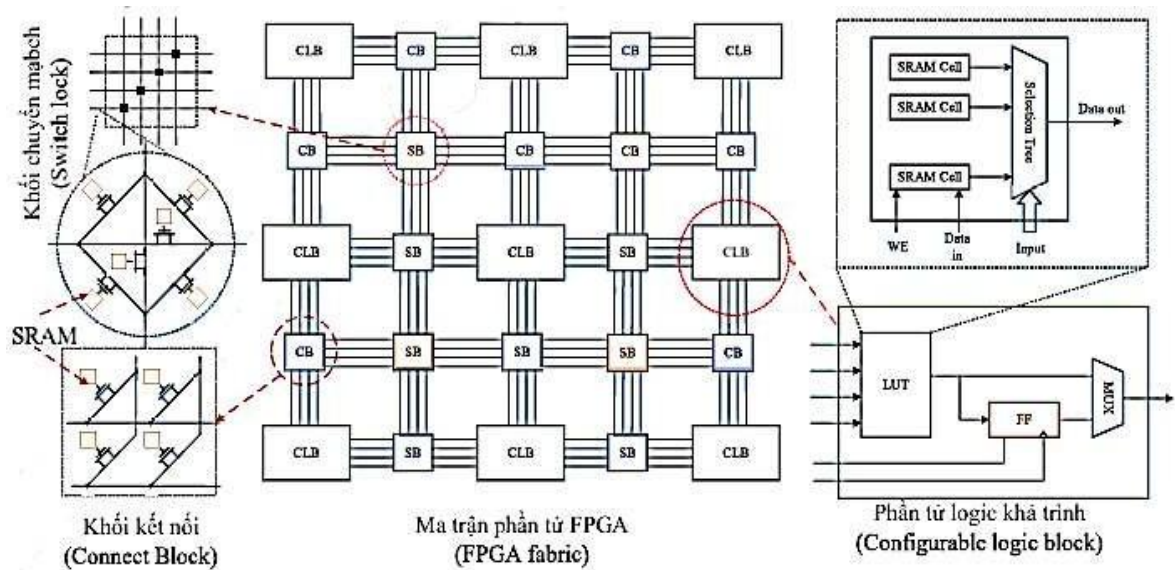 Khối chuyển mạbch
(Switch lock)
SRAM
Khối kết nối
(Connect Block)
CLB CB CLB CB CLB
CB SB CB CB CB
CLB SB CLB SB CLB
CB SB SB SB CB
CLB SB CLB SB CLB
Ma trận phần tử FPGA
(FPGA fabric)
SRAM Cell
SRAM Cell
SRAM Cell
Selection Tree
Data out
WE
Data
in
Input
LUT
FF
MUX
Phần tử logic khả trình
(Configurable logic block)